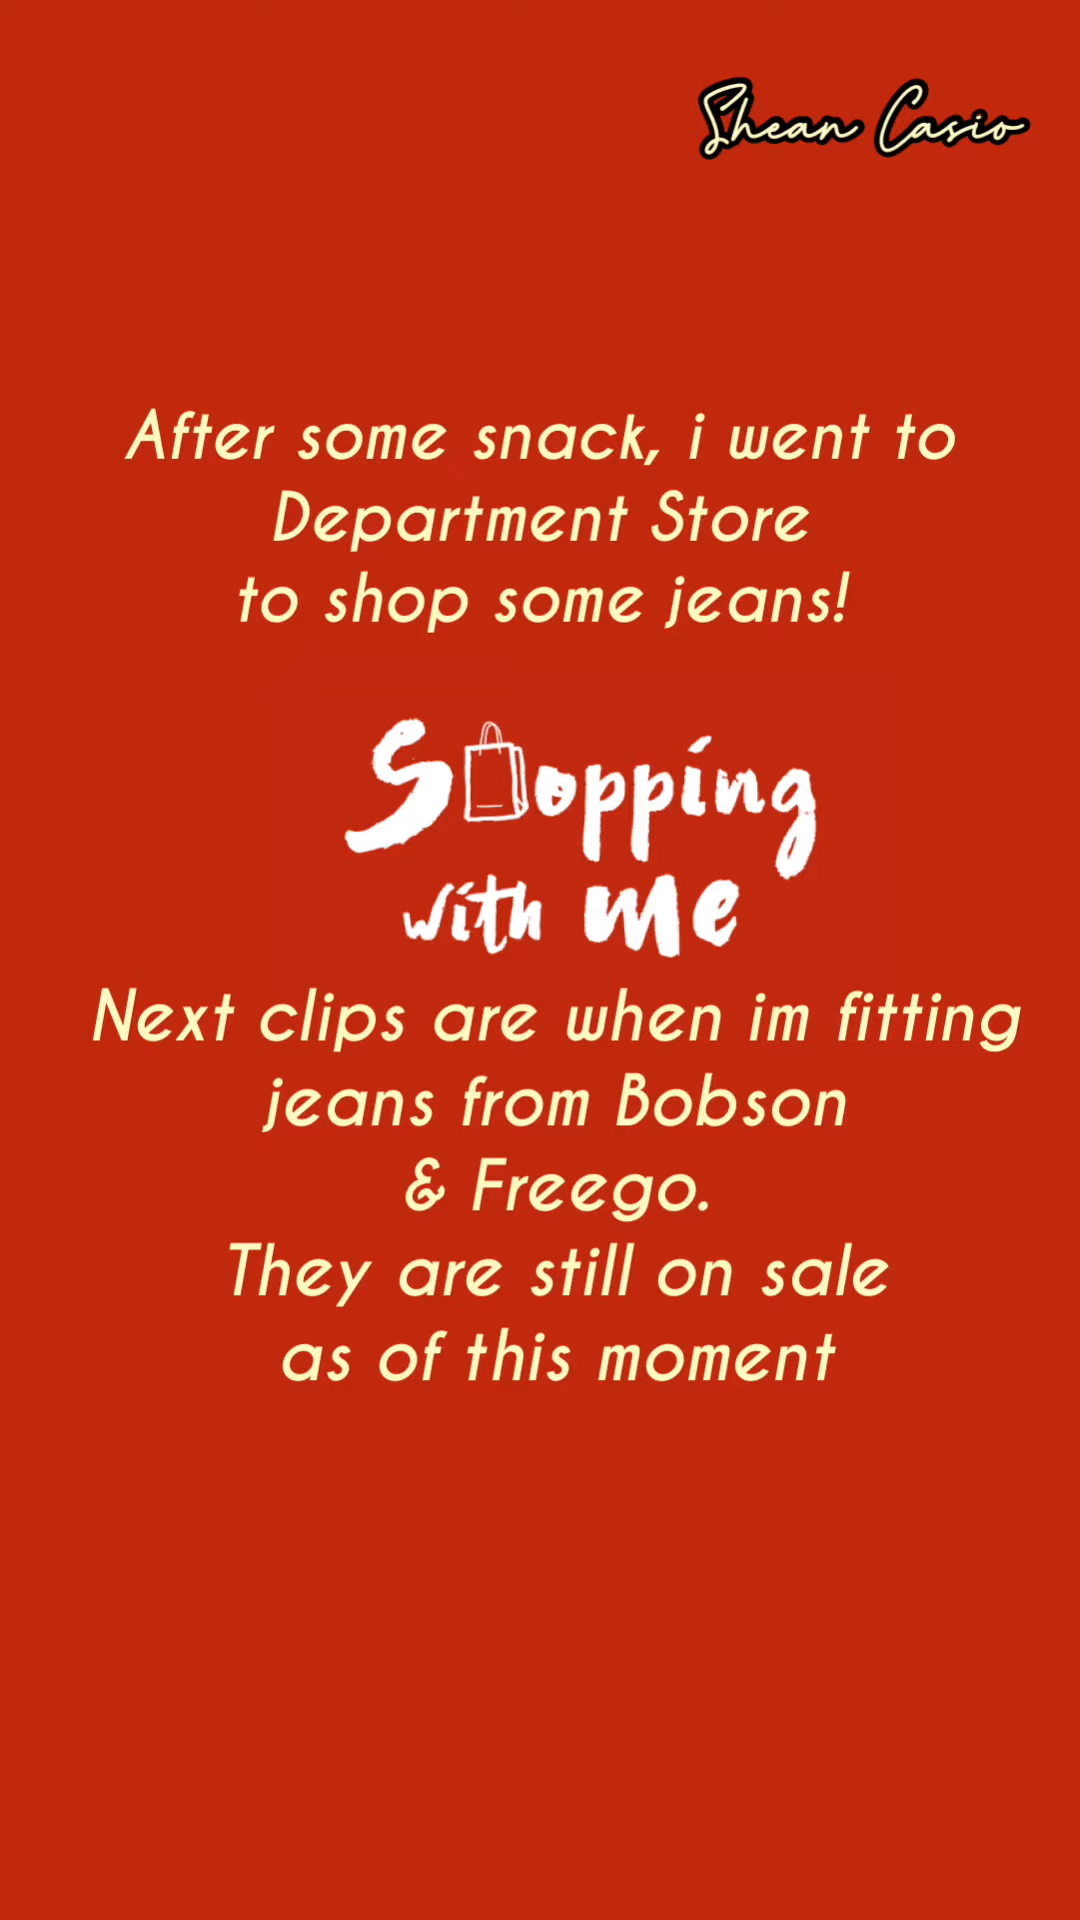 Shean Casio
After some snack, i went to
Department Store
to shop some jeans!
Shopping
with me
Next clips are when im fitting
jeans from Bobson
& Freego.
They are still on sale
as of this moment